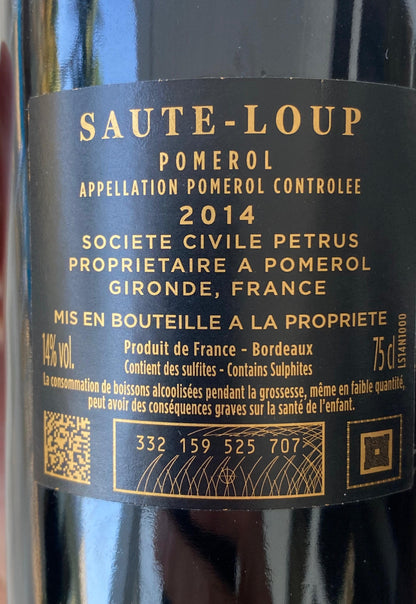 SAUTE-LOUP
POMEROL
APPELLATION POMEROL CONTROLEE
2014
SOCIETE CIVILE PETRUS
PROPRIETAIRE A POMEROL
GIRONDE, FRANCE
MIS EN BOUTEILLE A LA PROPRIETE
14% vol.
Produit de France - Bordeaux
Contient des sulfites - Contains Sulphites
75 cl
LS14N1000
La consommation de boissons alcoolisées pendant la grossesse, même en faible quantité,
peut avoir des conséquences graves sur la santé de l'enfant.
332 159 525 707